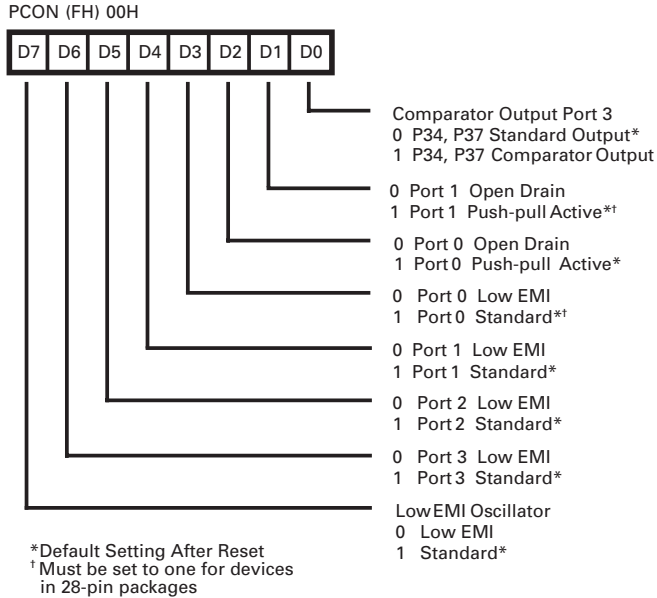 PCON (FH) 00H
D7 D6 D5 D4 D3 D2 D1 D0
Comparator Output Port 3
0 P34, P37 Standard Output*
1 P34, P37 Comparator Output
0 Port 1 Open Drain
1 Port 1 Push-pull Active*†
0 Port 0 Open Drain
1 Port 0 Push-pull Active*
0 Port 0 Low EMI
1 Port 0 Standard*†
0 Port 1 Low EMI
1 Port 1 Standard*
0 Port 2 Low EMI
1 Port 2 Standard*
0 Port 3 Low EMI
1 Port 3 Standard*
Low EMI Oscillator
0 Low EMI
1 Standard*
*Default Setting After Reset
† Must be set to one for devices
in 28-pin packages